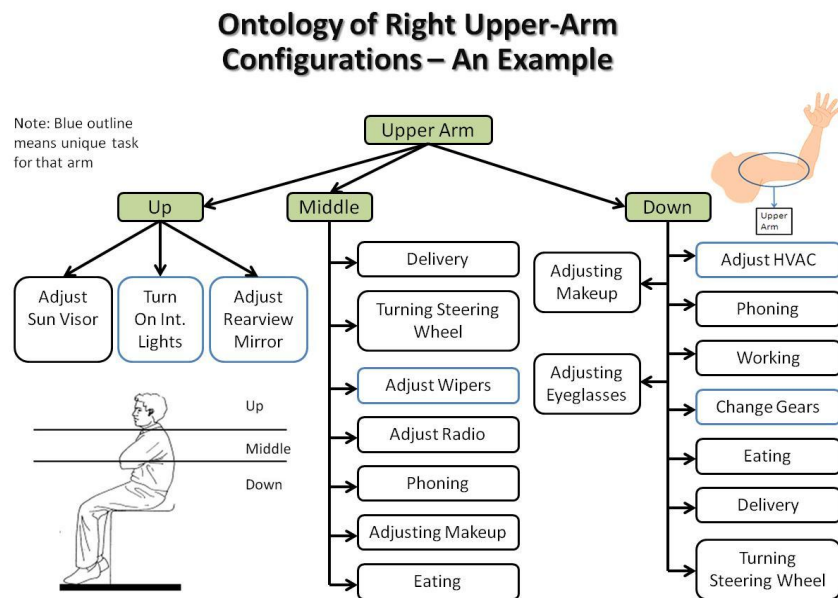 Ontology of Right Upper-Arm
Configurations – An Example
Note: Blue outline
means unique task
for that arm
Upper Arm
Up
Middle
Down
Upper
Arm
Adjust
Sun Visor
Turn
On Int.
Lights
Adjust
Rearview
Mirror
Delivery
Turning Steering
Wheel
Adjust Wipers
Adjust Radio
Phoning
Adjusting Makeup
Eating
Adjusting
Makeup
Adjusting
Eyeglasses
Adjust HVAC
Phoning
Working
Change Gears
Eating
Delivery
Turning
Steering Wheel
Up
Middle
Down